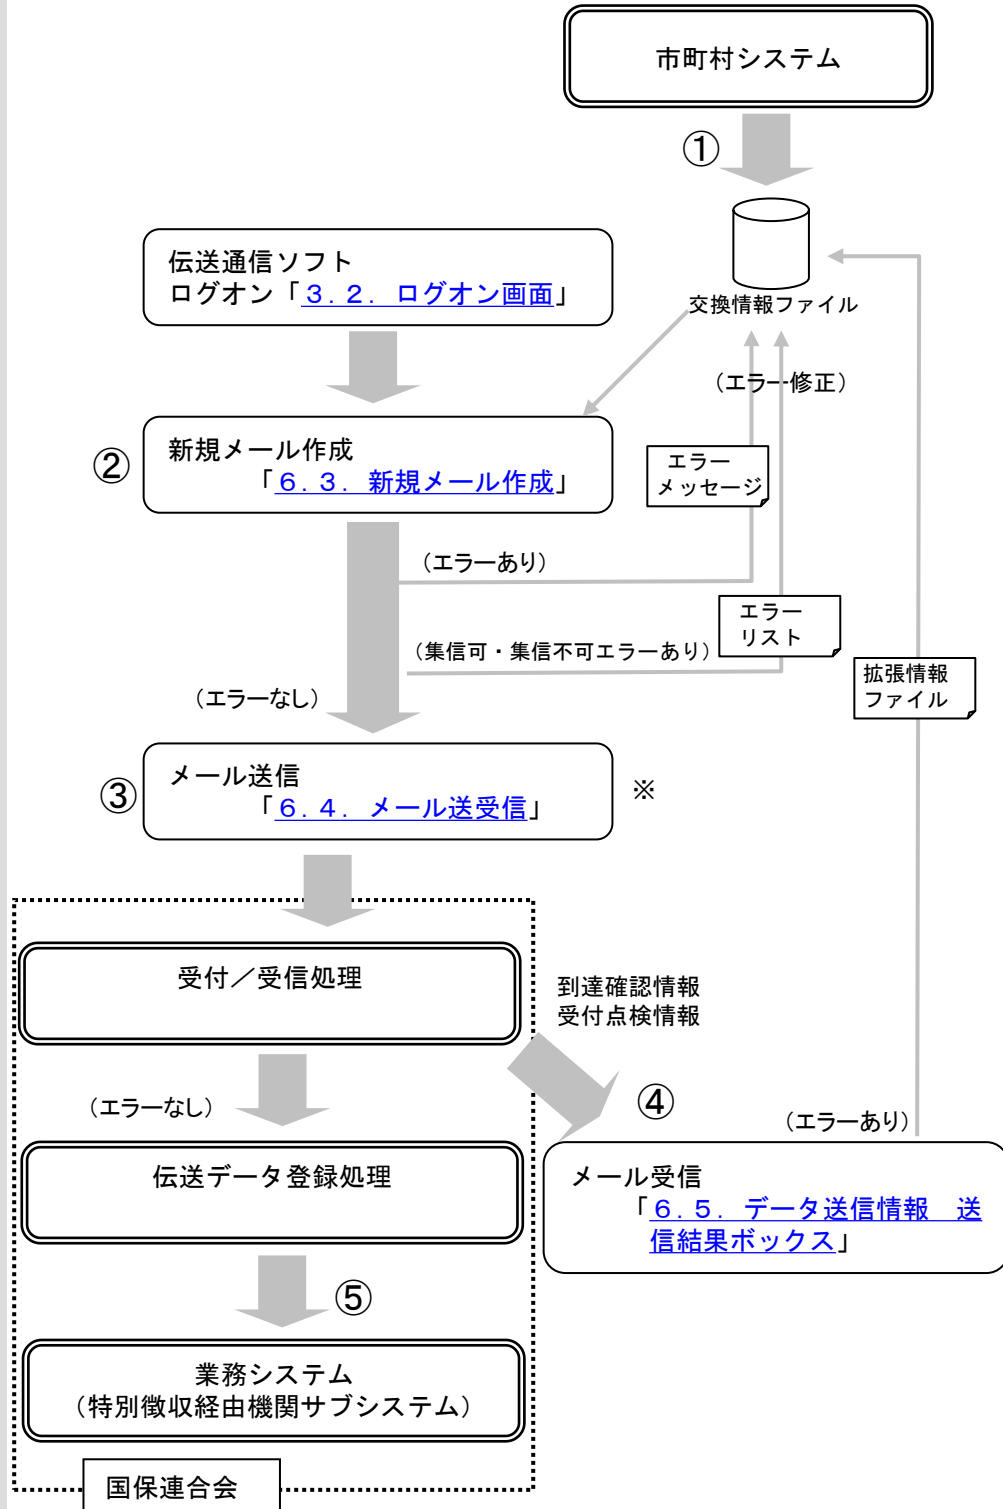 市町村システム
①
伝送通信ソフト
ログオン「３．２．ログオン画面」
交換情報ファイル
（エラー修正）
②
新規メール作成
「６．３．新規メール作成」
エラー
メッセージ
（エラーあり）
エラー
リスト
（集信可・集信不可エラーあり）
拡張情報
ファイル
（エラーなし）
③
メール送信
「６．４．メール送受信」
※
受付／受信処理
到達確認情報
受付点検情報
④
（エラーなし）
（エラーあり）
伝送データ登録処理
メール受信
「６．５．データ送信情報　送
信結果ボックス」
⑤
業務システム
（特別徴収経由機関サブシステム）
国保連合会